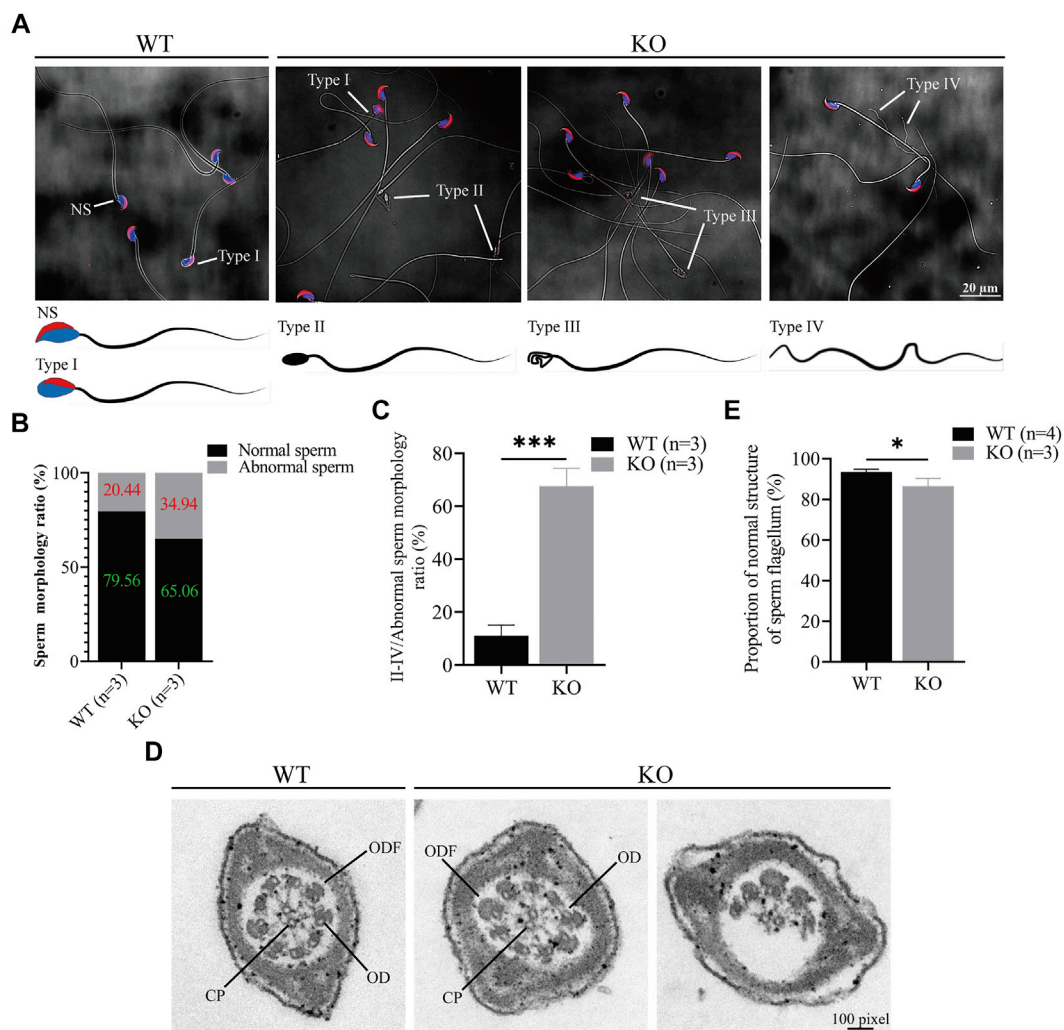 A
WT
KO
Type I
Type II
Type III
Type IV
NS
Type I
20 μm
NS
Type I
Type II
Type III
Type IV
B
Sperm morphology ratio (%)
100
50
0
20.44
79.56
34.94
65.06
WT (n=3)
KO (n=3)
Normal sperm
Abnormal sperm
C
II-IV/Abnormal sperm morphology
ratio (%)
80
60
40
20
0
***
WT
KO
WT (n=3)
KO (n=3)
E
Proportion of normal structure
of sperm flagellum (%)
100
80
60
40
20
0
*
WT
KO
WT (n=4)
KO (n=3)
D
WT
KO
ODF
OD
CP
ODF
OD
CP
100 pixel